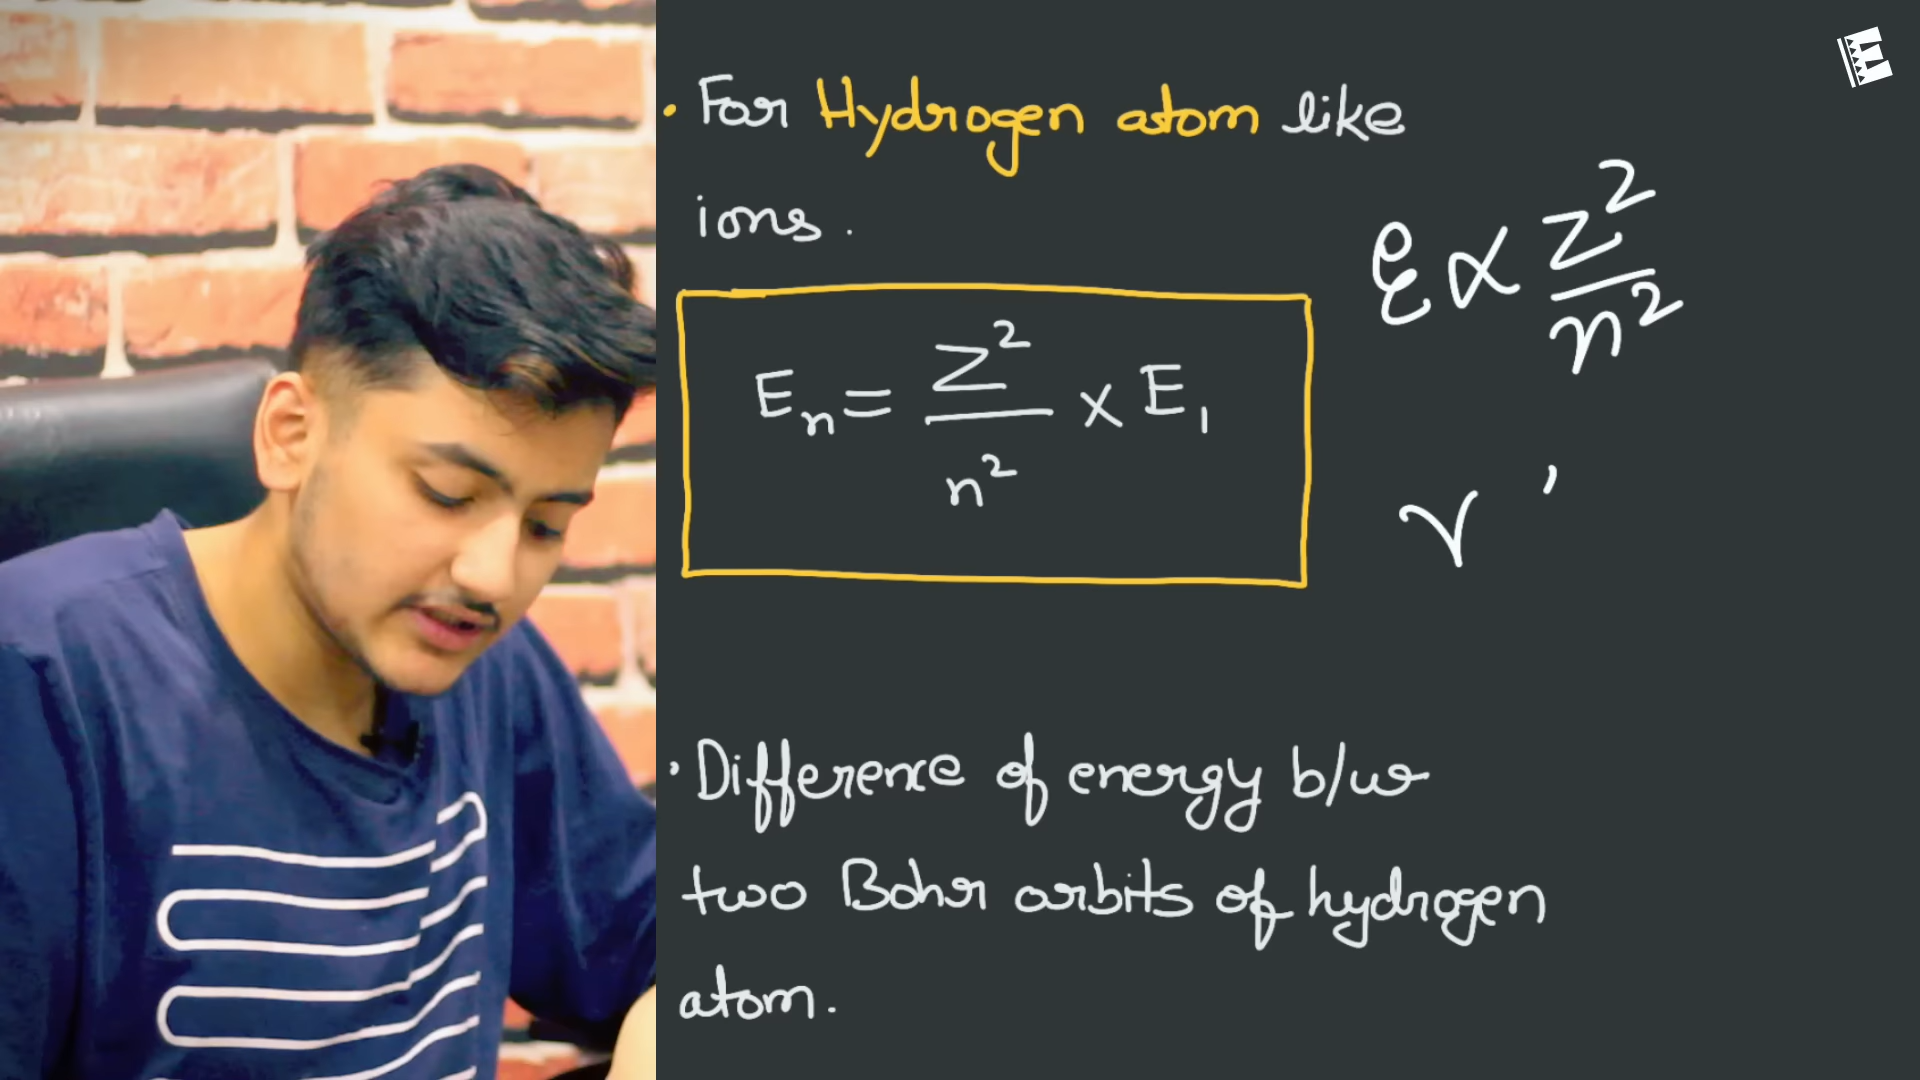 • For Hydrogen atom like
ions.
E ∝ Z²/n²
Eₙ = Z²/n² × E₁
r '
• Difference of energy b/w
two Bohr orbits of hydrogen
atom.
E